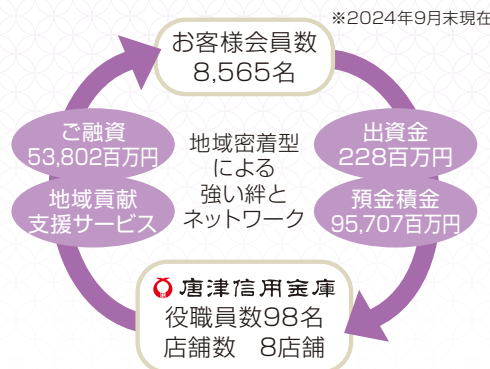 ※2024年9月末現在
お客様会員数
8,565名
ご融資
53,802百万円
地域貢献
支援サービス
地域密着型
による
強い絆と
ネットワーク
出資金
228百万円
預金積金
95,707百万円
唐津信用金庫
役職員数98名
店舗数 8店舗